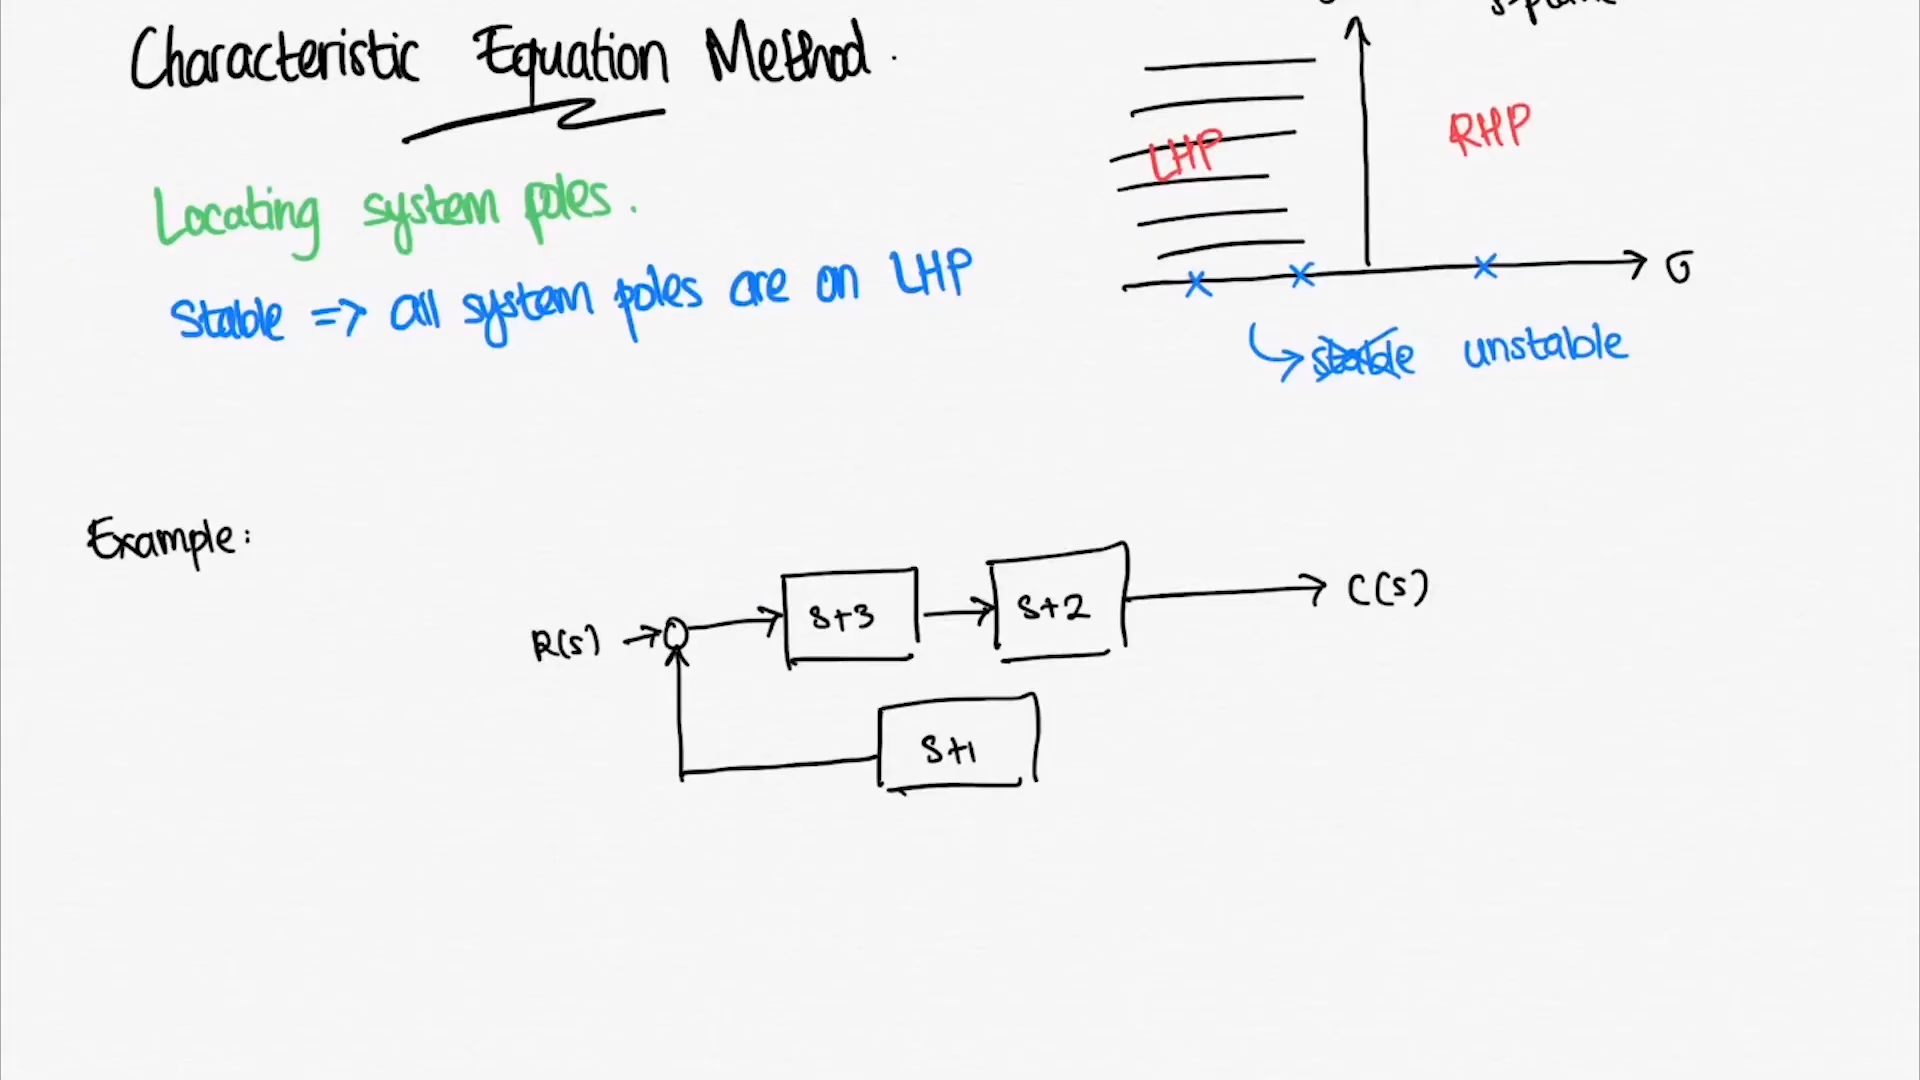 Characteristic Equation Method.
s-plane
LHP
RHP
Locating system poles.
Stable => all system poles are on LHP
σ
stable unstable
Example:
R(s)
s+3
s+2
C(s)
s+1